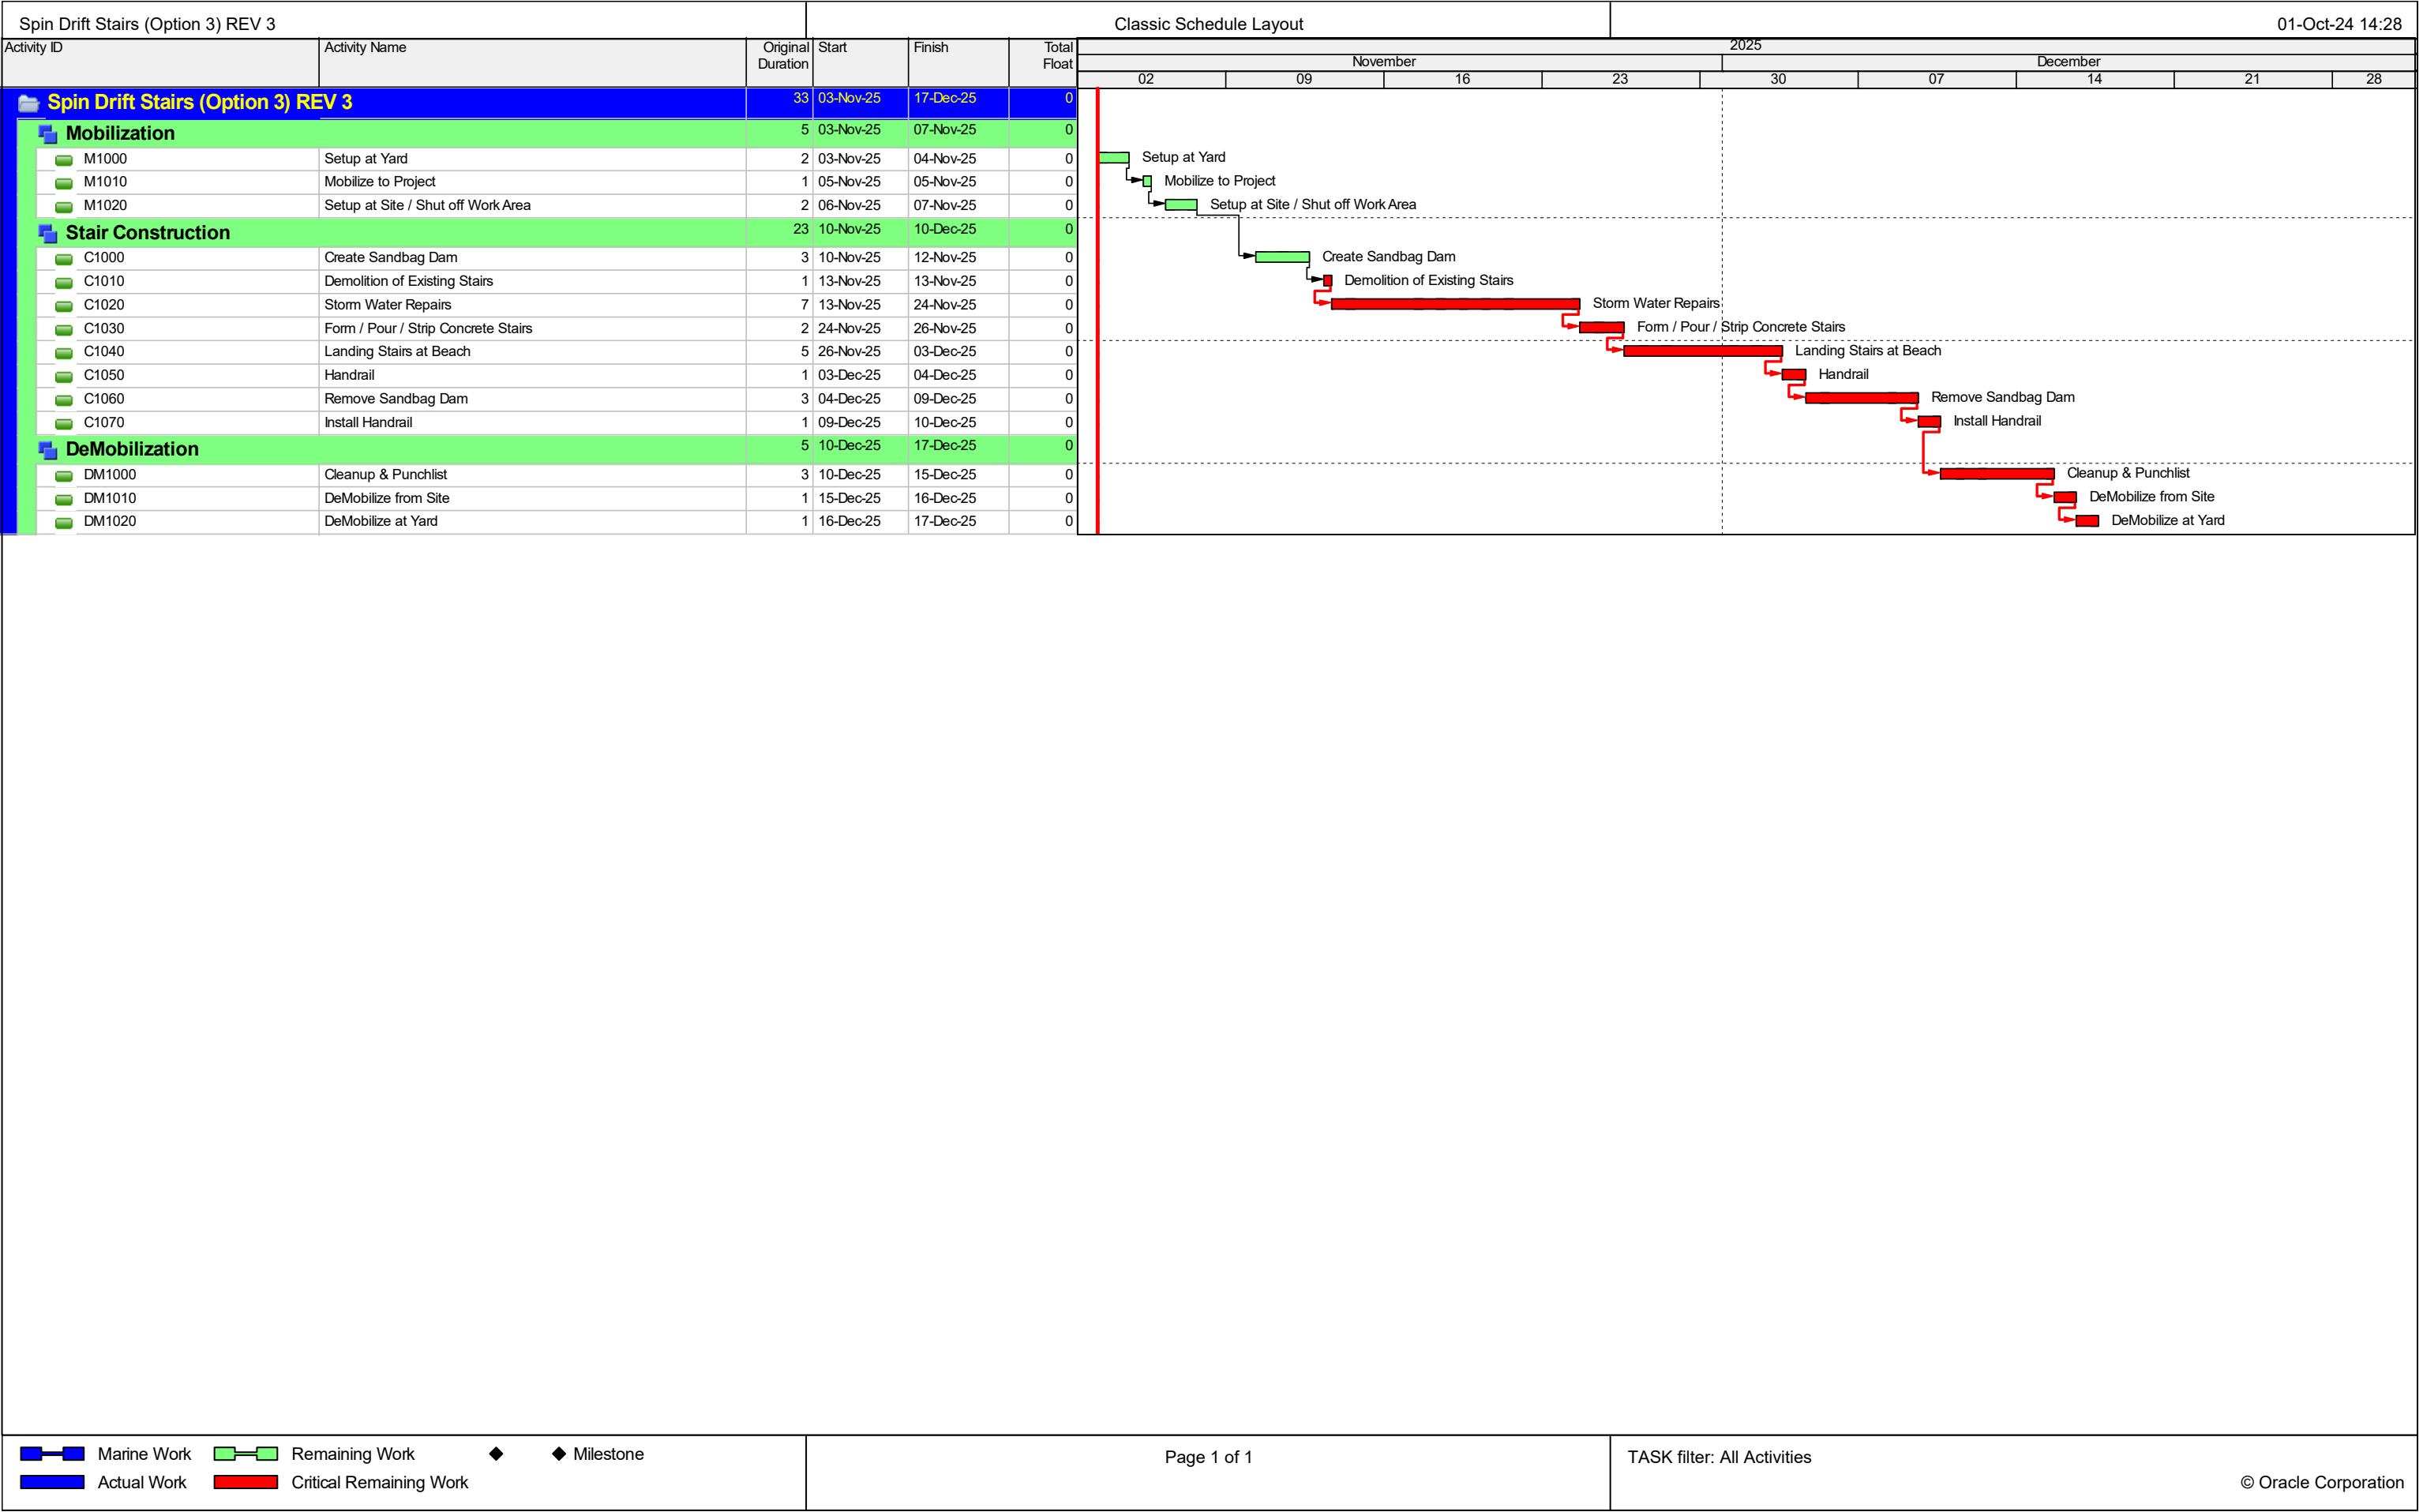 Spin Drift Stairs (Option 3) REV 3 Classic Schedule Layout 01-Oct-24 14:28
Activity ID Activity Name Original Duration Start Finish Total Float 2025
November December
02 09 16 23 30 07 14 21 28
Spin Drift Stairs (Option 3) REV 3 33 03-Nov-25 17-Dec-25 0
Mobilization 5 03-Nov-25 07-Nov-25 0
M1000 Setup at Yard 2 03-Nov-25 04-Nov-25 0 Setup at Yard
M1010 Mobilize to Project 1 05-Nov-25 05-Nov-25 0 Mobilize to Project
M1020 Setup at Site / Shut off Work Area 2 06-Nov-25 07-Nov-25 0 Setup at Site / Shut off Work Area
Stair Construction 23 10-Nov-25 10-Dec-25 0
C1000 Create Sandbag Dam 3 10-Nov-25 12-Nov-25 0 Create Sandbag Dam
C1010 Demolition of Existing Stairs 1 13-Nov-25 13-Nov-25 0 Demolition of Existing Stairs
C1020 Storm Water Repairs 7 13-Nov-25 24-Nov-25 0 Storm Water Repairs
C1030 Form / Pour / Strip Concrete Stairs 2 24-Nov-25 26-Nov-25 0 Form / Pour / Strip Concrete Stairs
C1040 Landing Stairs at Beach 5 26-Nov-25 03-Dec-25 0 Landing Stairs at Beach
C1050 Handrail 1 03-Dec-25 04-Dec-25 0 Handrail
C1060 Remove Sandbag Dam 3 04-Dec-25 09-Dec-25 0 Remove Sandbag Dam
C1070 Install Handrail 1 09-Dec-25 10-Dec-25 0 Install Handrail
DeMobilization 5 10-Dec-25 17-Dec-25 0
DM1000 Cleanup & Punchlist 3 10-Dec-25 15-Dec-25 0 Cleanup & Punchlist
DM1010 DeMobilize from Site 1 15-Dec-25 16-Dec-25 0 DeMobilize from Site
DM1020 DeMobilize at Yard 1 16-Dec-25 17-Dec-25 0 DeMobilize at Yard
Marine Work Remaining Work Milestone Page 1 of 1 TASK filter: All Activities
Actual Work Critical Remaining Work © Oracle Corporation